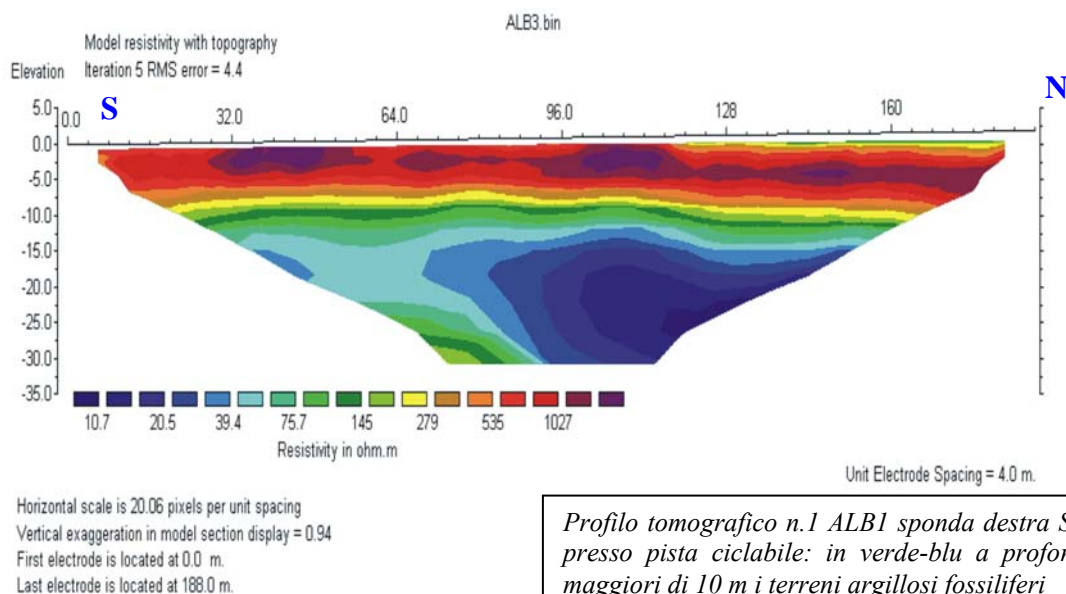 ALB3.bin
Model resistivity with topography
Elevation Iteration 5 RMS error = 4.4
S
N
0.0 32.0 64.0 96.0 128 160
5.0
0.0
-5.0
-10.0
-15.0
-20.0
-25.0
-30.0
-35.0
10.7 20.5 39.4 75.7 145 279 535 1027
Resistivity in ohm.m
Unit Electrode Spacing = 4.0 m.
Horizontal scale is 20.06 pixels per unit spacing
Vertical exaggeration in model section display = 0.94
First electrode is located at 0.0 m.
Last electrode is located at 188.0 m.
Profilo tomografico n.1 ALB1 sponda destra
presso pista ciclabile: in verde-blu a
maggiori di 10 m i terreni argillosi fossiliferi